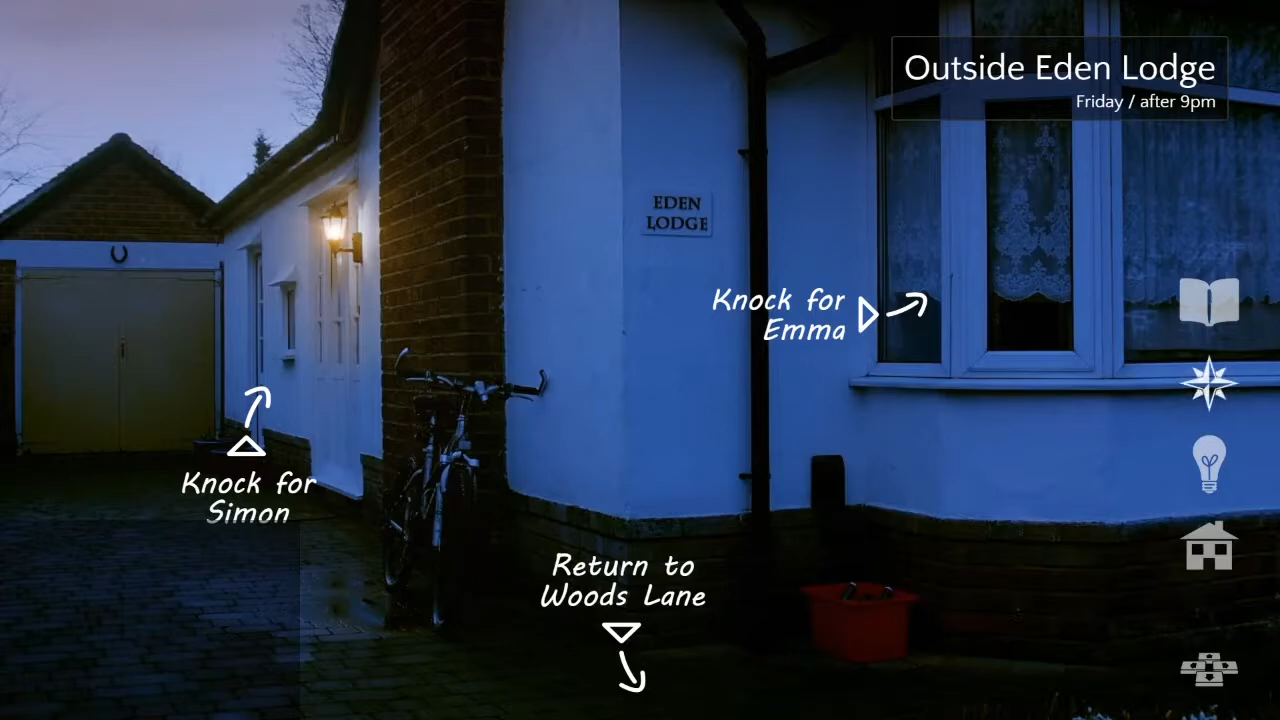 Outside Eden Lodge
Friday / after 9pm
EDEN
LODGE
Knock for
Emma
Knock for
Simon
Return to
Woods Lane